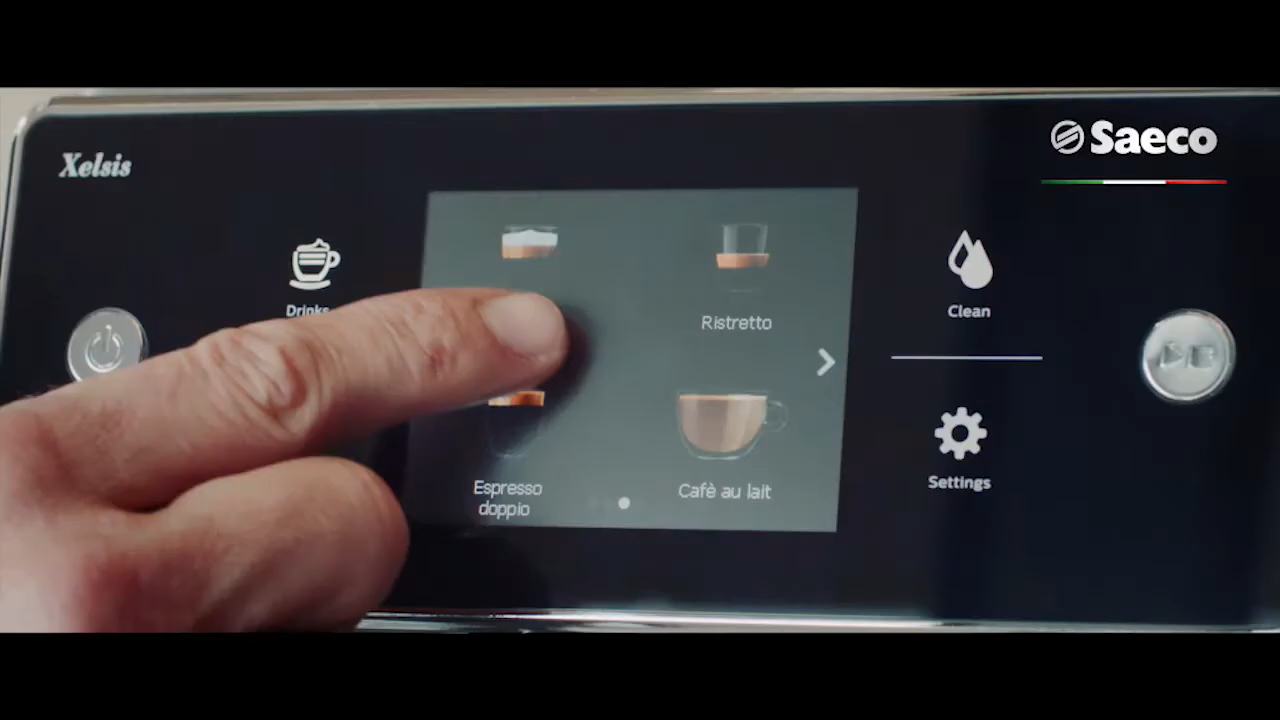 Xelsis
Saeco
Drinks
Ristretto
Clean
Espresso
doppio
Cafè au lait
Settings